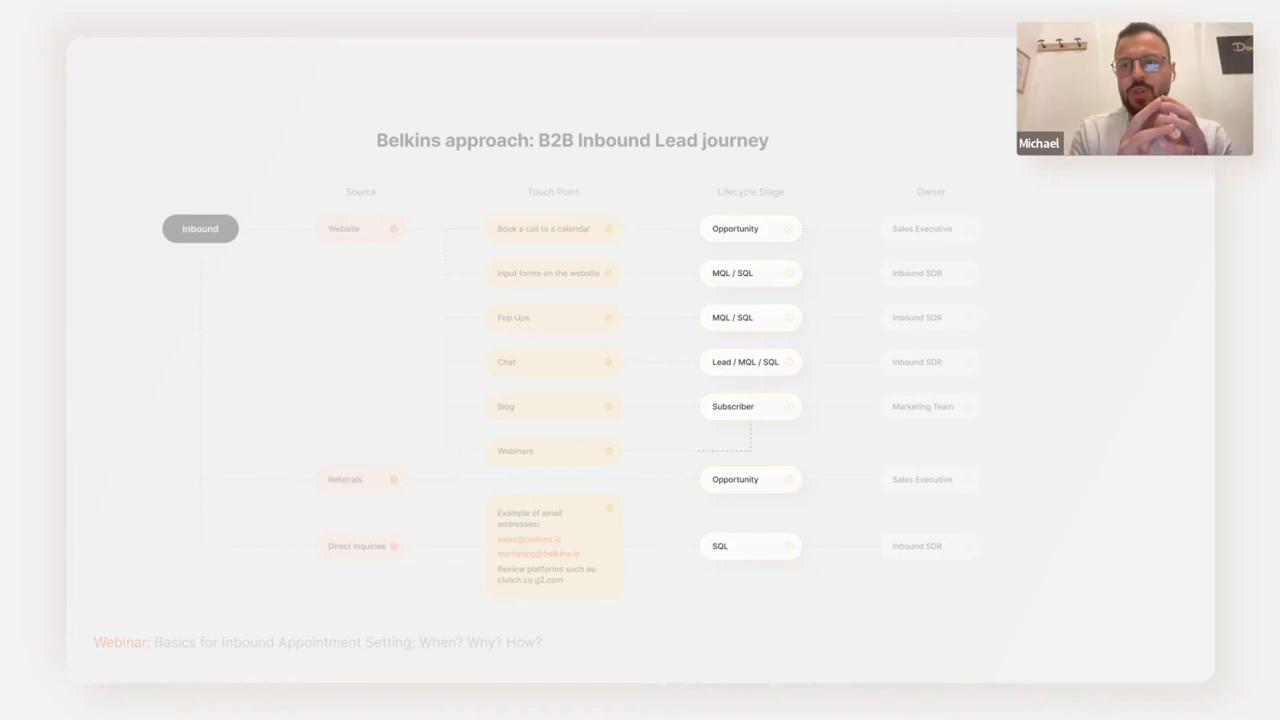 Michael
Belkins approach: B2B Inbound Lead journey
Source
Touch Point
Lifecycle Stage
Owner
Inbound
Website
Book a call to a calendar
Opportunity
Sales Executive
Input forms on the website
MQL / SQL
Inbound SDR
Pop Ups
MQL / SQL
Inbound SDR
Chat
Lead / MQL / SQL
Inbound SDR
Blog
Subscriber
Marketing Team
Webinars
Referrals
Opportunity
Sales Executive
Direct Inquiries
Example of email
addresses:
sales@belkins.io
marketing@belkins.io
Review platforms such as:
clutch.co g2.com
SQL
Inbound SDR
Webinar: Basics for Inbound Appointment Setting; When? Why? How?